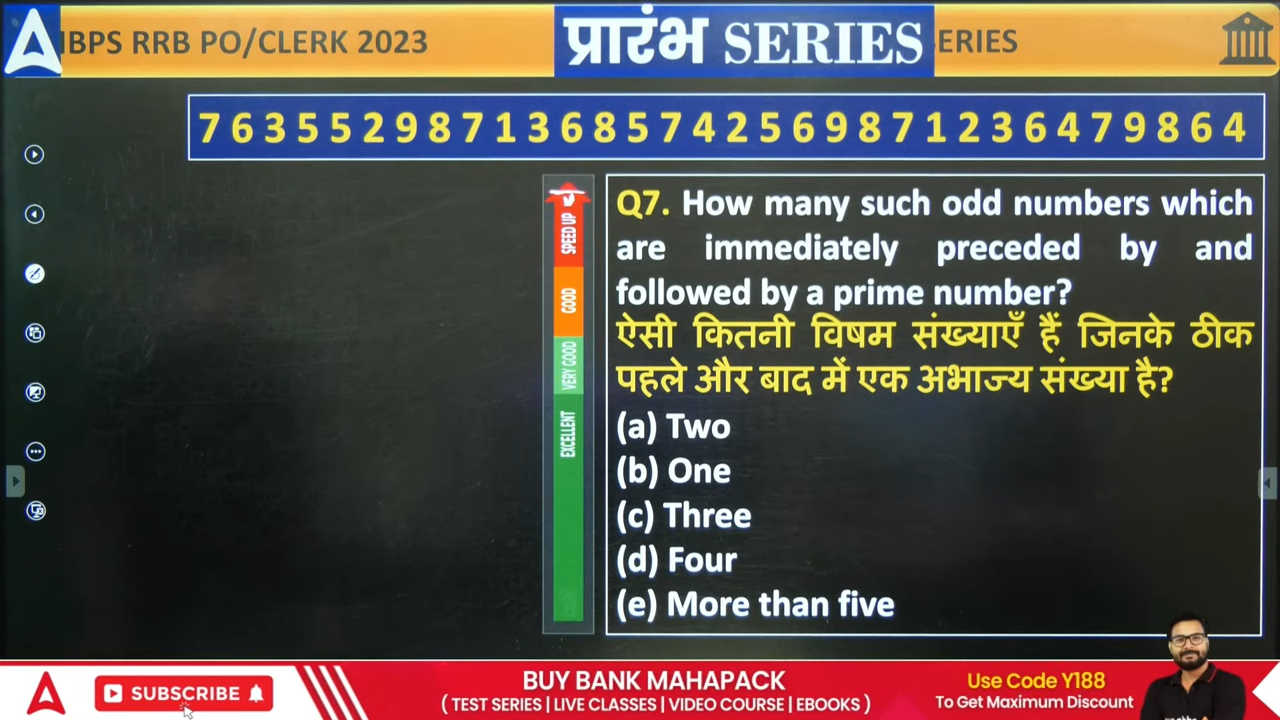 IBPS RRB PO/CLERK 2023
प्रारंभ SERIES
ERIES
7 6 3 5 5 2 9 8 7 1 3 6 8 5 7 4 2 5 6 9 8 7 1 2 3 6 4 7 9 8 6 4
SPEED UP
GOOD
VERY GOOD
EXCELLENT
Q7. How many such odd numbers which
are immediately preceded by and
followed by a prime number?
ऐसी कितनी विषम संख्याएँ हैं जिनके ठीक
पहले और बाद में एक अभाज्य संख्या है?
(a) Two
(b) One
(c) Three
(d) Four
(e) More than five
SUBSCRIBE
BUY BANK MAHAPACK
( TEST SERIES | LIVE CLASSES | VIDEO COURSE | EBOOKS )
Use Code Y188
To Get Maximum Discount